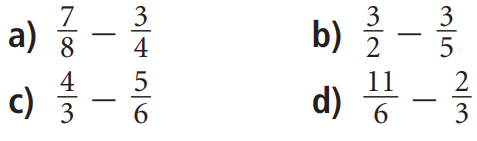 a) 7/8 − 3/4 b) 3/2 − 3/5
c) 4/3 − 5/6 d) 11/6 − 2/3